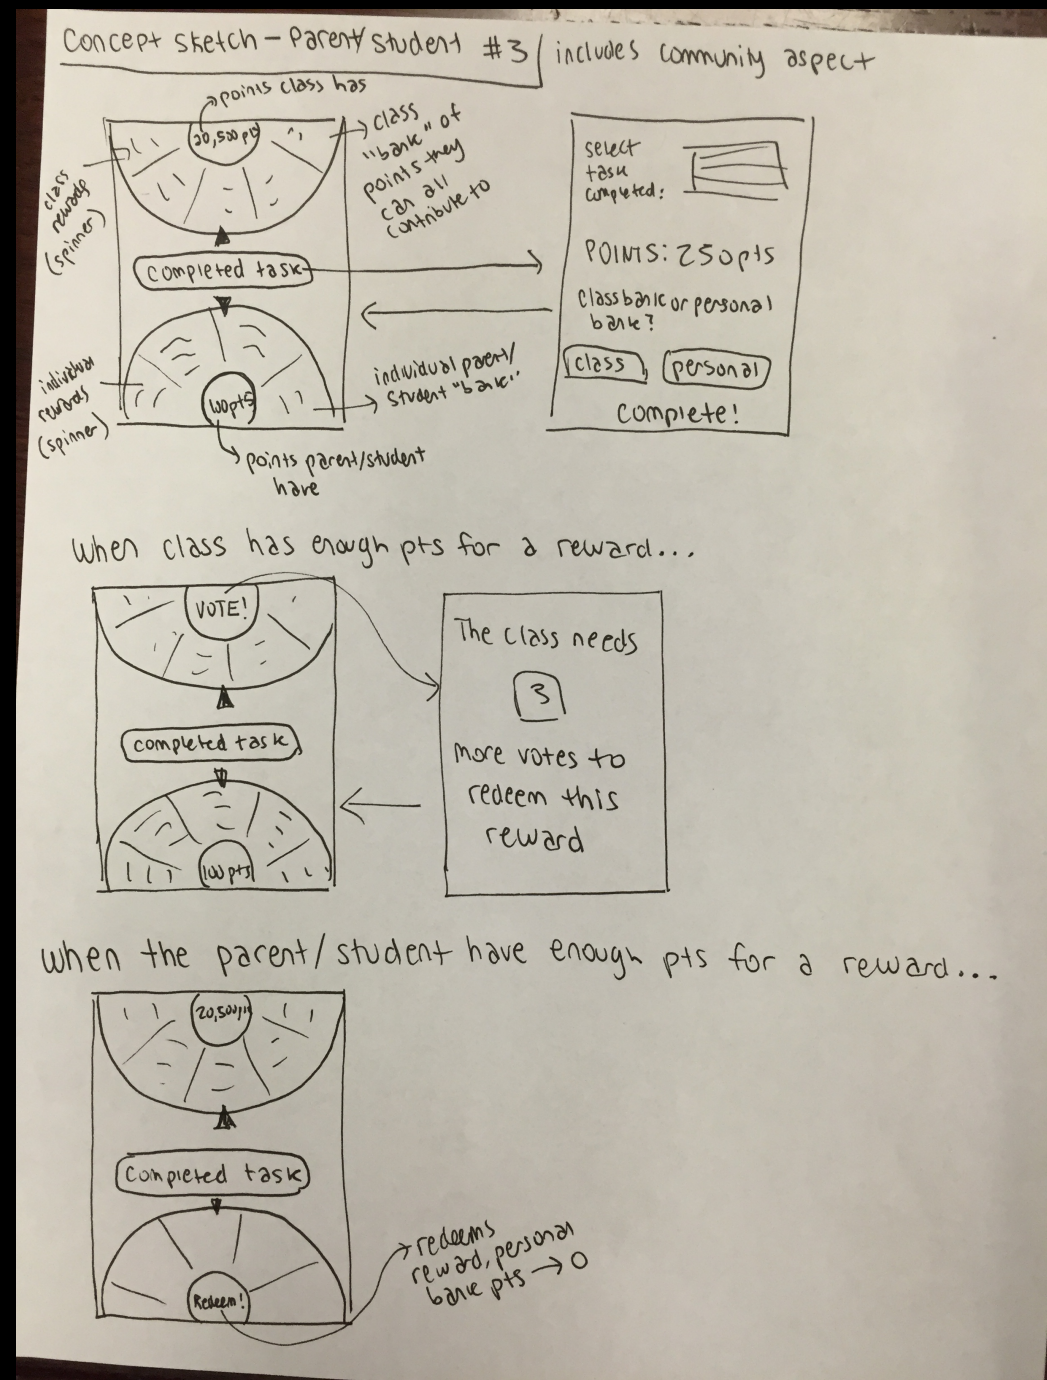 Concept Sketch - Parent/Student #3
includes community aspect
points class has
20,500 pts
class
"bank" of
points they
can all
contribute to
class
rewards
(spinner)
completed task
individual
rewards
(spinner)
100pts
individual parent/
student "bank"
points parent/student
have
select
task
completed:
POINTS: 250pts
Class bank or personal
bank?
class
personal
Complete!
when class has enough pts for a reward...
VOTE!
completed task
100pts
The class needs
3
more votes to
redeem this
reward
when the parent/student have enough pts for a reward...
20,500
Completed task
Redeem!
redeems
reward, personal
bank pts → 0